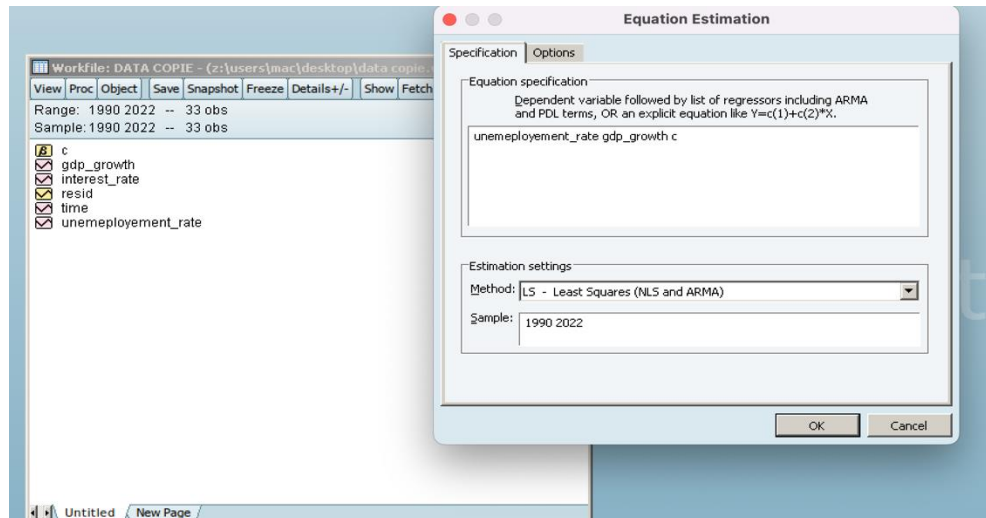 Equation Estimation
Specification Options
Equation specification
Dependent variable followed by list of regressors including ARMA
and PDL terms, OR an explicit equation like Y=c(1)+c(2)*X.
unemeployement_rate gdp_growth c
Estimation settings
Method: LS - Least Squares (NLS and ARMA)
Sample: 1990 2022
OK Cancel
Workfile: DATA COPIE - (z:\users\mac\desktop\data copie.
View Proc Object Save Snapshot Freeze Details+/- Show Fetch
Range: 1990 2022 -- 33 obs
Sample: 1990 2022 -- 33 obs
β c
gdp_growth
interest_rate
resid
time
unemeployement_rate
Untitled New Page